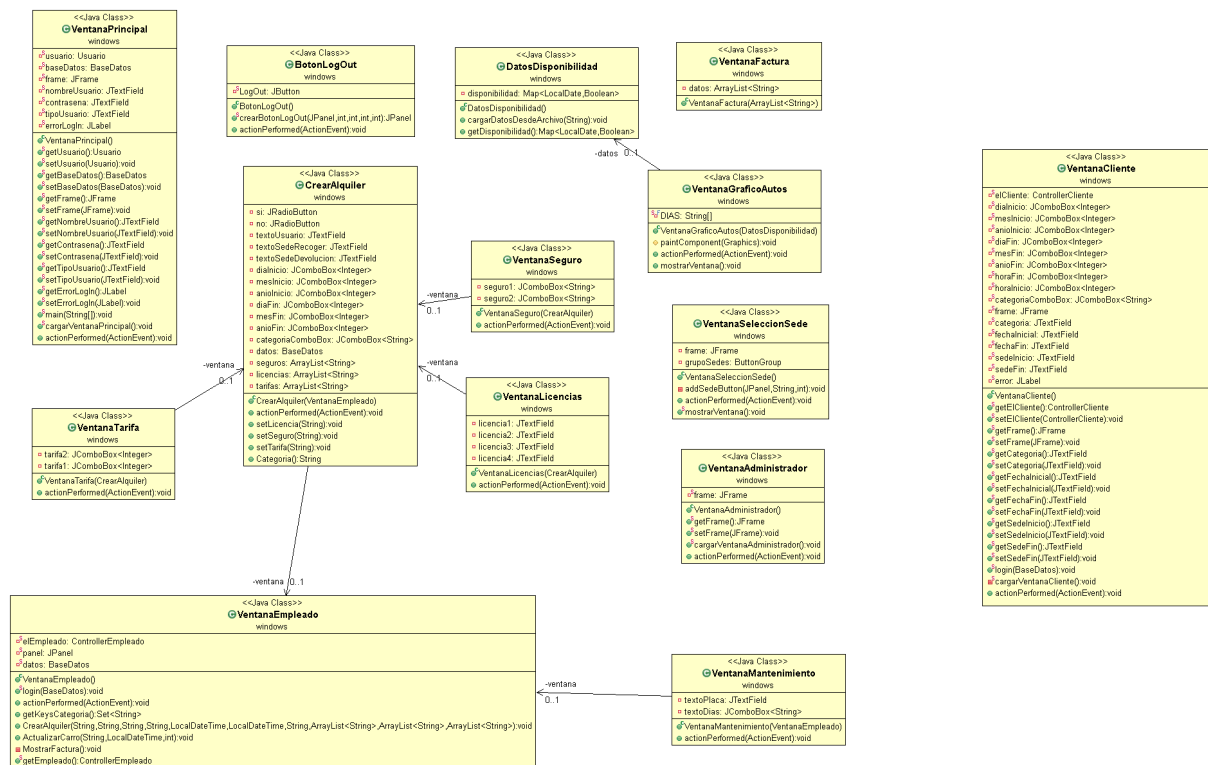 <<Java Class>>
VentanaPrincipal
windows
usuario: Usuario
baseDatos: BaseDatos
frame: JFrame
nombreUsuario: JTextField
contrasena: JTextField
tipoUsuario: JTextField
errorLogIn: JLabel
VentanaPrincipal()
getUsuario():Usuario
setUsuario(Usuario):void
getBaseDatos():BaseDatos
setBaseDatos(BaseDatos):void
getFrame():JFrame
setFrame(JFrame):void
getNombreUsuario():JTextField
setNombreUsuario(JTextField):void
getContrasena():JTextField
setContrasena(JTextField):void
getTipoUsuario():JTextField
setTipoUsuario(JTextField):void
getErrorLogIn():JLabel
setErrorLogIn(JLabel):void
main(String[]):void
cargarVentanaPrincipal():void
actionPerformed(ActionEvent):void
<<Java Class>>
BotonLogOut
windows
LogOut: JButton
BotonLogOut()
crearBotonLogOut(JPanel,int,int,int,int):JPanel
actionPerformed(ActionEvent):void
<<Java Class>>
DatosDisponibilidad
windows
disponibilidad: Map<LocalDate,Boolean>
DatosDisponibilidad()
cargarDatosDesdeArchivo(String):void
getDisponibilidad():Map<LocalDate,Boolean>
<<Java Class>>
VentanaFactura
windows
datos: ArrayList<String>
VentanaFactura(ArrayList<String>)
-datos 0..1
<<Java Class>>
VentanaGraficoAutos
windows
DIAS: String[]
VentanaGraficoAutos(DatosDisponibilidad)
paintComponent(Graphics):void
actionPerformed(ActionEvent):void
mostrarVentana():void
<<Java Class>>
VentanaCliente
windows
elCliente: ControllerCliente
diaInicio: JComboBox<Integer>
mesInicio: JComboBox<Integer>
anioInicio: JComboBox<Integer>
diaFin: JComboBox<Integer>
mesFin: JComboBox<Integer>
anioFin: JComboBox<Integer>
horaFin: JComboBox<Integer>
horaInicio: JComboBox<Integer>
categoriaComboBox: JComboBox<String>
frame: JFrame
categoria: JTextField
fechaInicial: JTextField
fechaFin: JTextField
sedeInicio: JTextField
sedeFin: JTextField
error: JLabel
VentanaCliente()
getElCliente():ControllerCliente
setElCliente(ControllerCliente):void
getFrame():JFrame
setFrame(JFrame):void
getCategoria():JTextField
setCategoria(JTextField):void
getFechaInicial():JTextField
setFechaInicial(JTextField):void
getFechaFin():JTextField
setFechaFin(JTextField):void
getSedeInicio():JTextField
setSedeInicio(JTextField):void
getSedeFin():JTextField
setSedeFin(JTextField):void
login(BaseDatos):void
cargarVentanaCliente():void
actionPerformed(ActionEvent):void
<<Java Class>>
CrearAlquiler
windows
si: JRadioButton
no: JRadioButton
textoUsuario: JTextField
textoSedeRecoger: JTextField
textoSedeDevolucion: JTextField
diaInicio: JComboBox<Integer>
mesInicio: JComboBox<Integer>
anioInicio: JComboBox<Integer>
diaFin: JComboBox<Integer>
mesFin: JComboBox<Integer>
anioFin: JComboBox<Integer>
categoriaComboBox: JComboBox<String>
datos: BaseDatos
seguros: ArrayList<String>
licencias: ArrayList<String>
tarifas: ArrayList<String>
CrearAlquiler(VentanaEmpleado)
actionPerformed(ActionEvent):void
setLicencia(String):void
setSeguro(String):void
setTarifa(String):void
Categoria():String
<<Java Class>>
VentanaSeguro
windows
seguro1: JComboBox<String>
seguro2: JComboBox<String>
VentanaSeguro(CrearAlquiler)
actionPerformed(ActionEvent):void
-ventana
0..1
<<Java Class>>
VentanaSeleccionSede
windows
frame: JFrame
grupoSedes: ButtonGroup
VentanaSeleccionSede()
addSedeButton(JPanel,String,int):void
actionPerformed(ActionEvent):void
mostrarVentana():void
-ventana
0..1
-ventana
0..1
<<Java Class>>
VentanaLicencias
windows
licencia1: JTextField
licencia2: JTextField
licencia3: JTextField
licencia4: JTextField
VentanaLicencias(CrearAlquiler)
actionPerformed(ActionEvent):void
<<Java Class>>
VentanaTarifa
windows
tarifa2: JComboBox<Integer>
tarifa1: JComboBox<Integer>
VentanaTarifa(CrearAlquiler)
actionPerformed(ActionEvent):void
<<Java Class>>
VentanaAdministrador
windows
frame: JFrame
VentanaAdministrador()
getFrame():JFrame
setFrame(JFrame):void
cargarVentanaAdministrador():void
actionPerformed(ActionEvent):void
-ventana 0..1
<<Java Class>>
VentanaEmpleado
windows
elEmpleado: ControllerEmpleado
panel: JPanel
datos: BaseDatos
VentanaEmpleado()
login(BaseDatos):void
actionPerformed(ActionEvent):void
getKeysCategoria():Set<String>
CrearAlquiler(String,String,String,String,LocalDateTime,LocalDateTime,String,ArrayList<String>,ArrayList<String>,ArrayList<String>):void
ActualizarCarro(String,LocalDateTime,int):void
MostrarFactura():void
getEmpleado():ControllerEmpleado
-ventana
0..1
<<Java Class>>
VentanaMantenimiento
windows
textoPlaca: JTextField
textoDias: JComboBox<String>
VentanaMantenimiento(VentanaEmpleado)
actionPerformed(ActionEvent):void